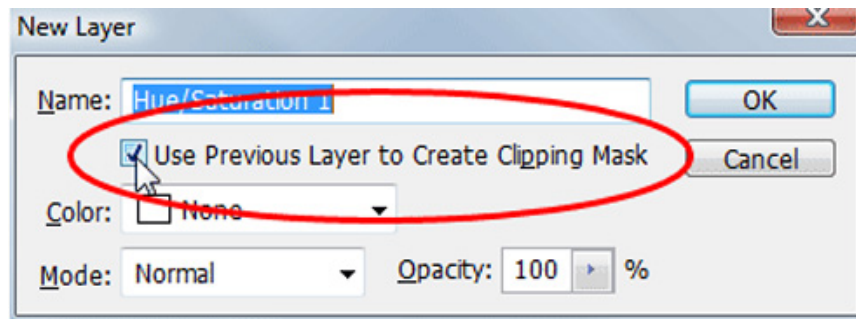 New Layer
Name: Hue/Saturation 1 OK
Use Previous Layer to Create Clipping Mask Cancel
Color: None
Mode: Normal Opacity: 100 %